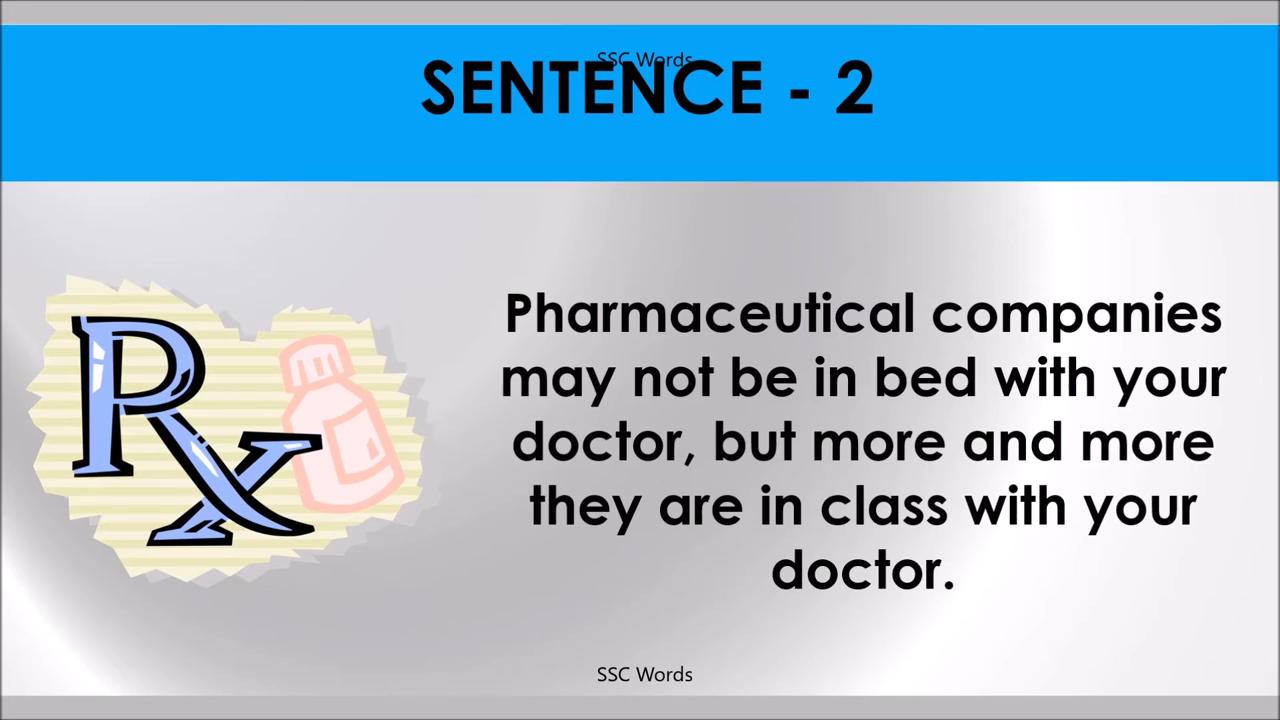 SSC Words
SENTENCE - 2
Rx
Pharmaceutical companies
may not be in bed with your
doctor, but more and more
they are in class with your
doctor.
SSC Words